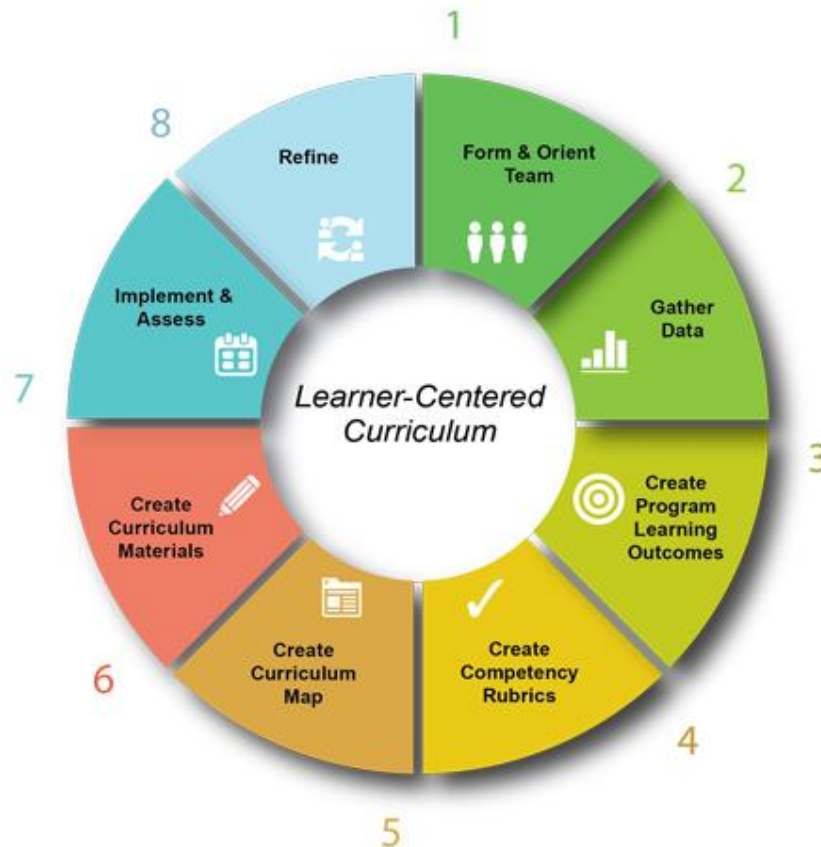 1
Form & Orient
Team
2
Gather
Data
3
Create
Program
Learning
Outcomes
4
Create
Competency
Rubrics
5
Create
Curriculum
Map
6
Create
Curriculum
Materials
7
Implement &
Assess
8
Refine
Learner-Centered
Curriculum